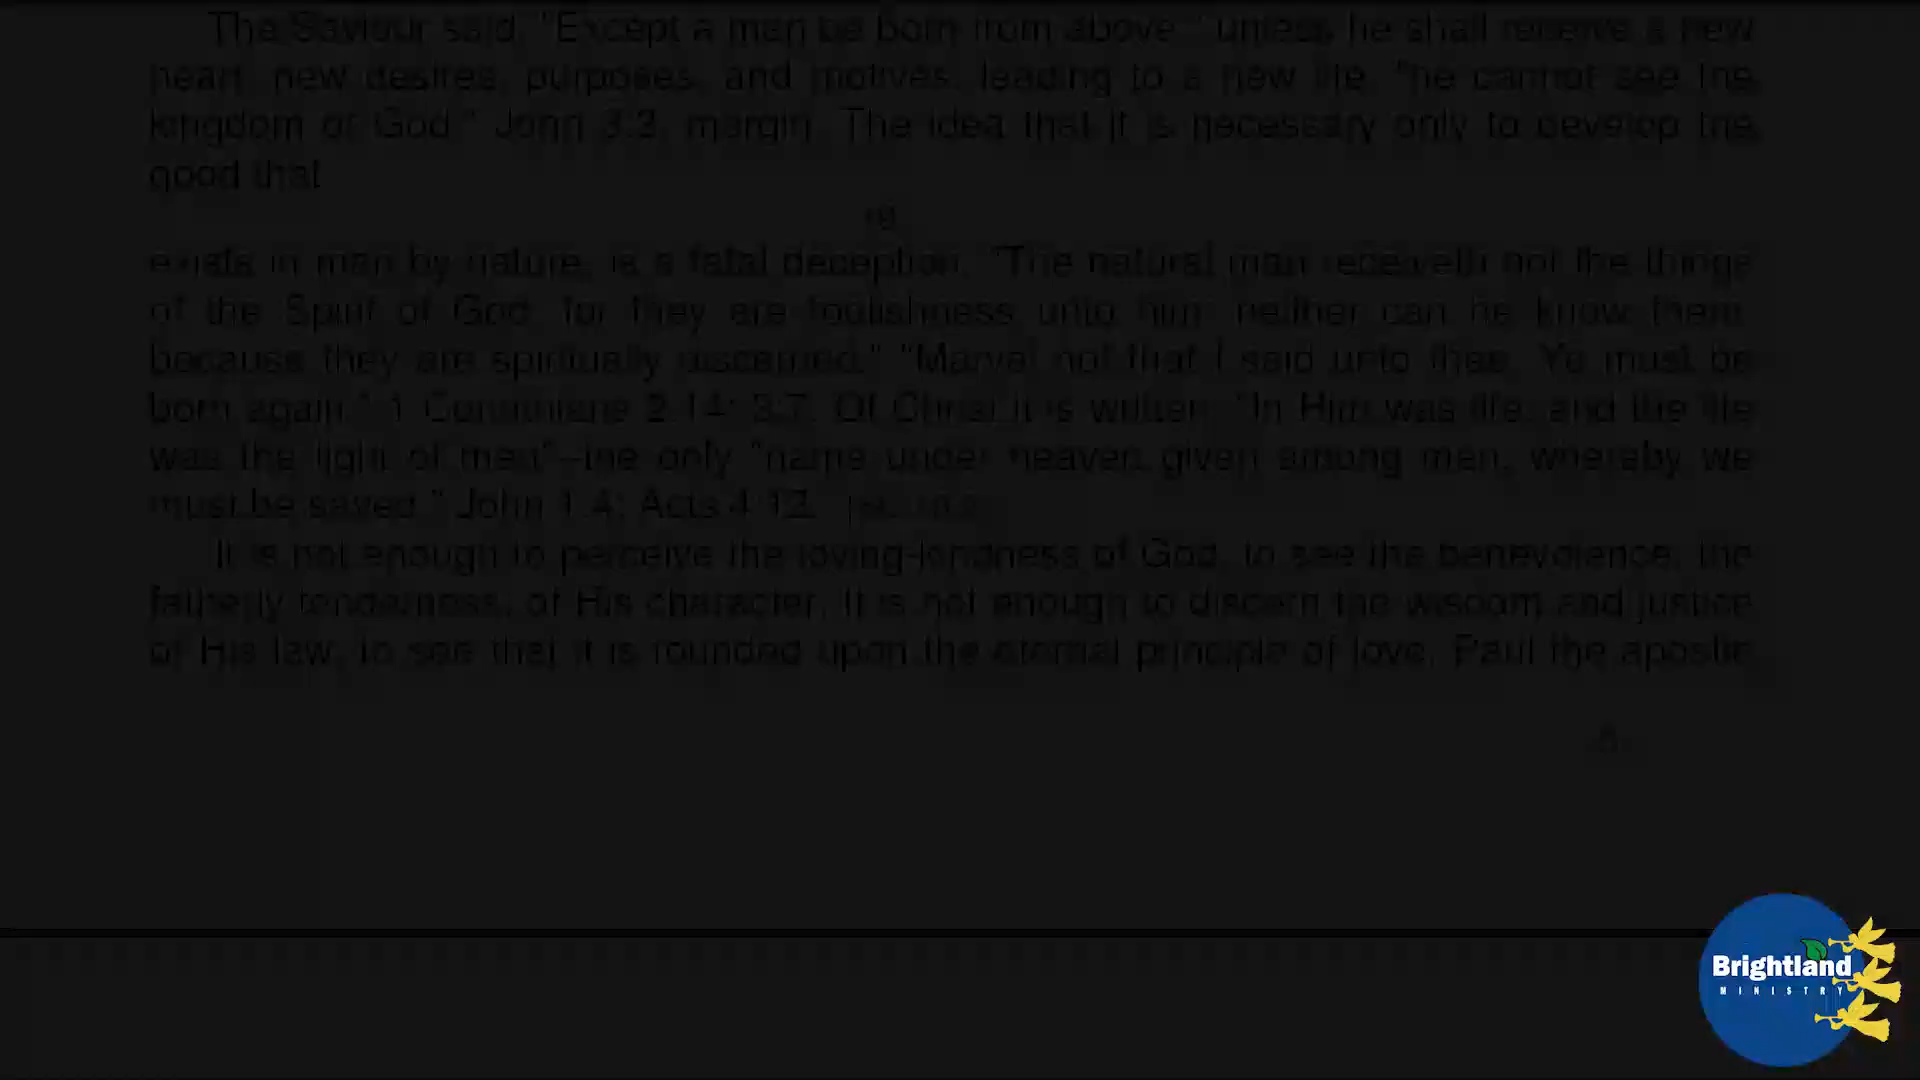 The Saviour said, "Except a man be born from above," unless he shall receive a new
heart, new desires, purposes, and motives, leading to a new life, "he cannot see the
kingdom of God." John 3:3, margin. The idea that it is necessary only to develop the
good that
exists in man by nature, is a fatal deception. "The natural man receiveth not the things
of the Spirit of God: for they are foolishness unto him: neither can he know them,
because they are spiritually discerned." "Marvel not that I said unto thee, Ye must be
born again." 1 Corinthians 2:14; 3:7. Of Christ it is written, "In Him was life; and the life
was the light of men"--the only "name under heaven given among men, whereby we
must be saved." John 1:4; Acts 4:12.
It is not enough to perceive the loving-kindness of God, to see the benevolence, the
fatherly tenderness, of His character. It is not enough to discern the wisdom and justice
of His law, to see that it is founded upon the eternal principle of love. Paul the apostle
Brightland
MINISTRY